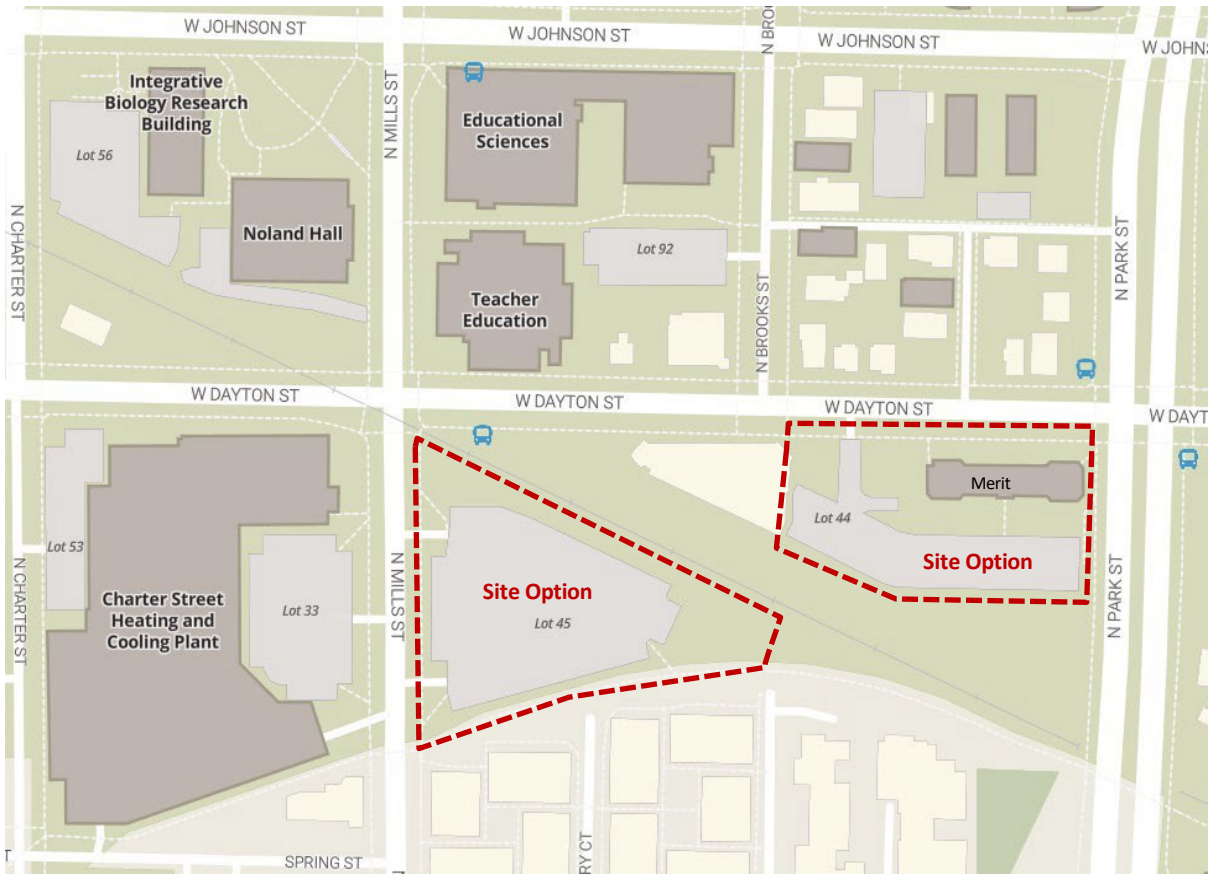 W JOHNSON ST
W JOHNSON ST
W JOHNSON ST
W JOHNS
N BROO
Integrative
Biology Research
Building
Lot 56
N MILLS ST
Educational
Sciences
Noland Hall
N CHARTER ST
Lot 92
N PARK ST
Teacher
Education
N BROOKS ST
W DAYTON ST
W DAYTON ST
W DAYTON ST
W DAYT
Merit
Lot 44
Site Option
Lot 53
N CHARTER ST
Charter Street
Heating and
Cooling Plant
Lot 33
N MILLS ST
Site Option
Lot 45
N PARK ST
SPRING ST
T
RY CT
N